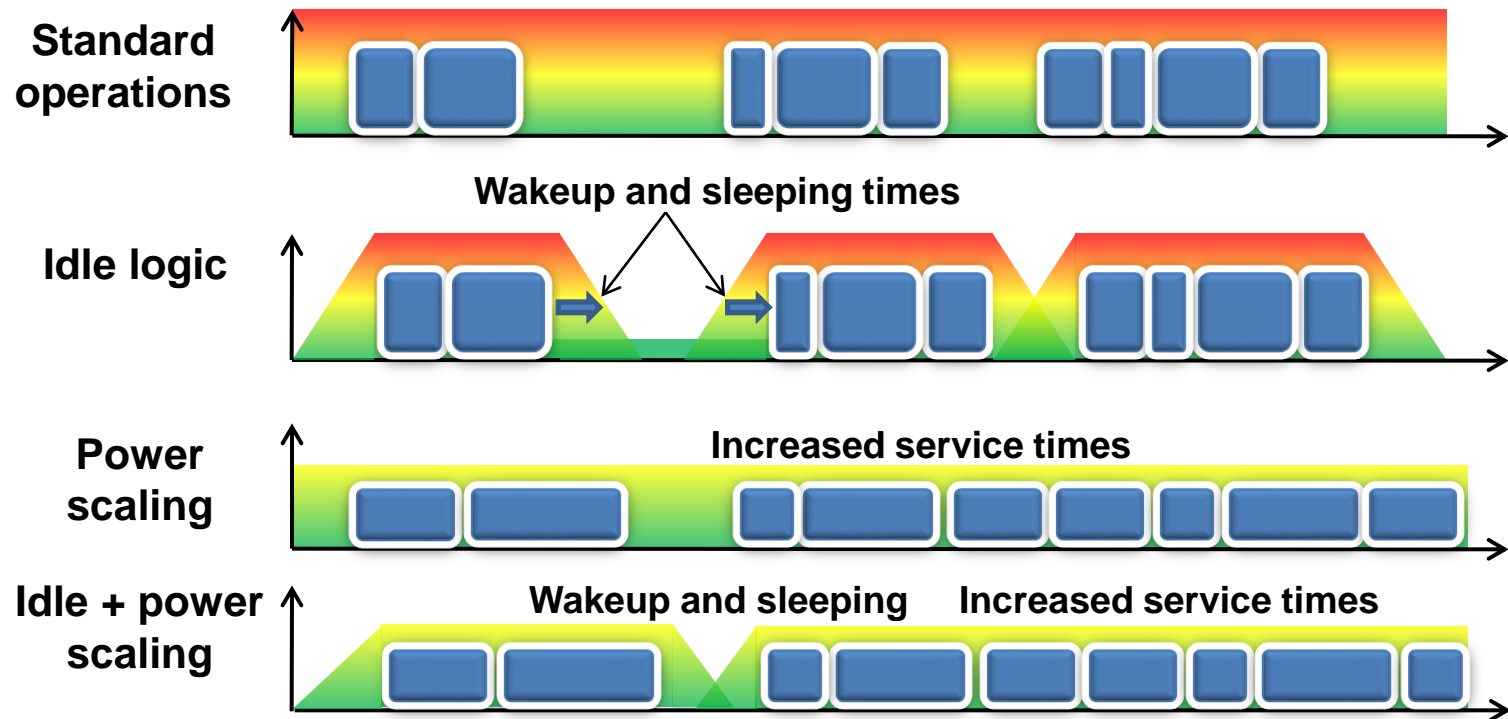 Standard
operations
Wakeup and sleeping times
Idle logic
Power
scaling
Increased service times
Idle + power
scaling
Wakeup and sleeping
Increased service times